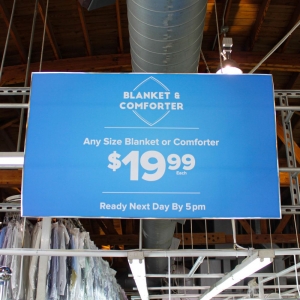 BLANKET &
COMFORTER
Any Size Blanket or Comforter
$19.99
Each
Ready Next Day By 5pm